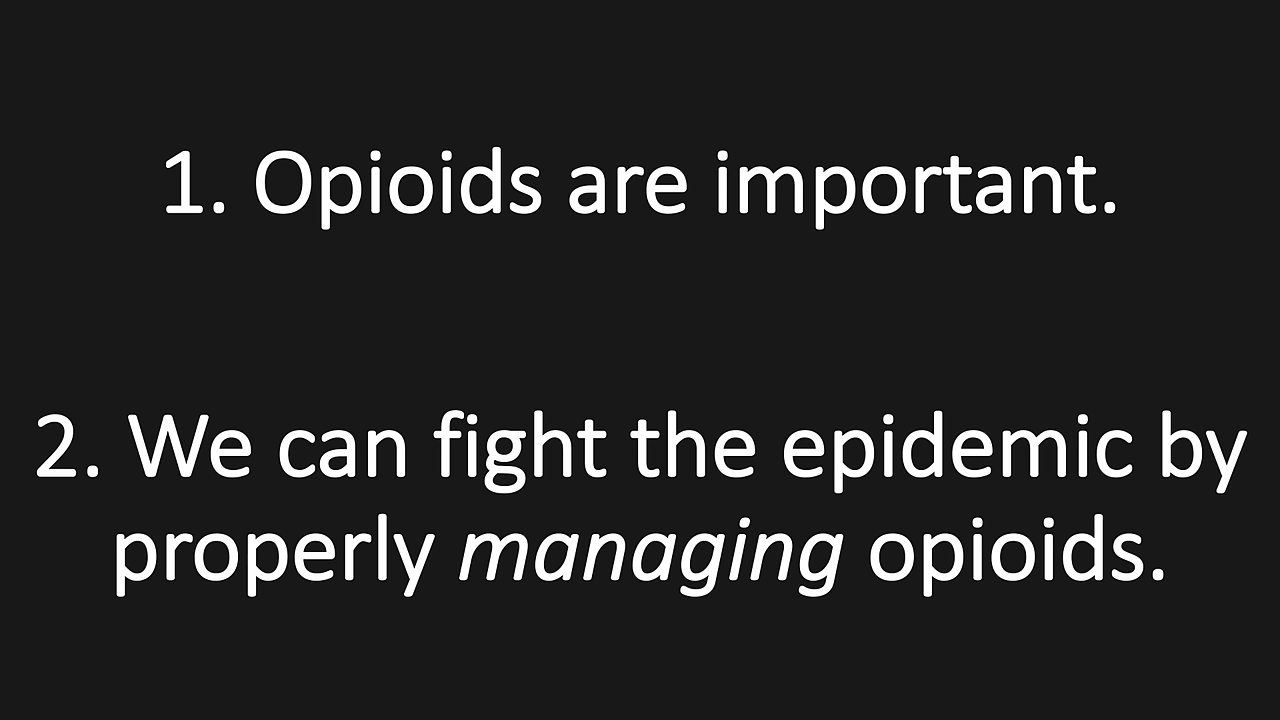 1. Opioids are important.
2. We can fight the epidemic by
properly managing opioids.